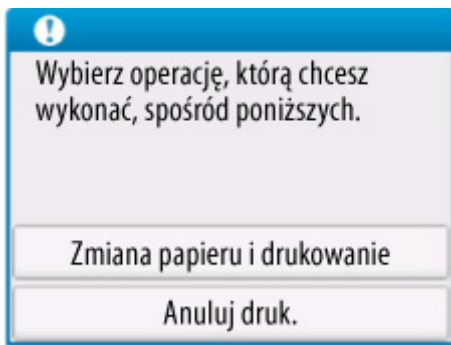 Wybierz operację, którą chcesz
wykonać, spośród poniższych.
Zmiana papieru i drukowanie
Anuluj druk.